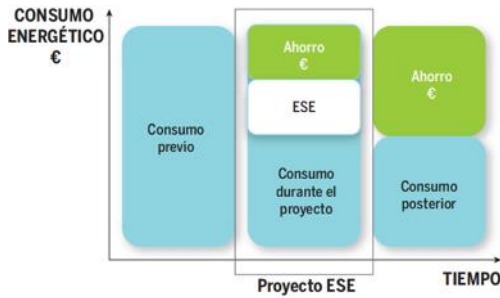 CONSUMO
ENERGÉTICO
€
Consumo
previo
Ahorro
€
ESE
Consumo
durante el
proyecto
Ahorro
€
Consumo
posterior
Proyecto ESE
TIEMPO